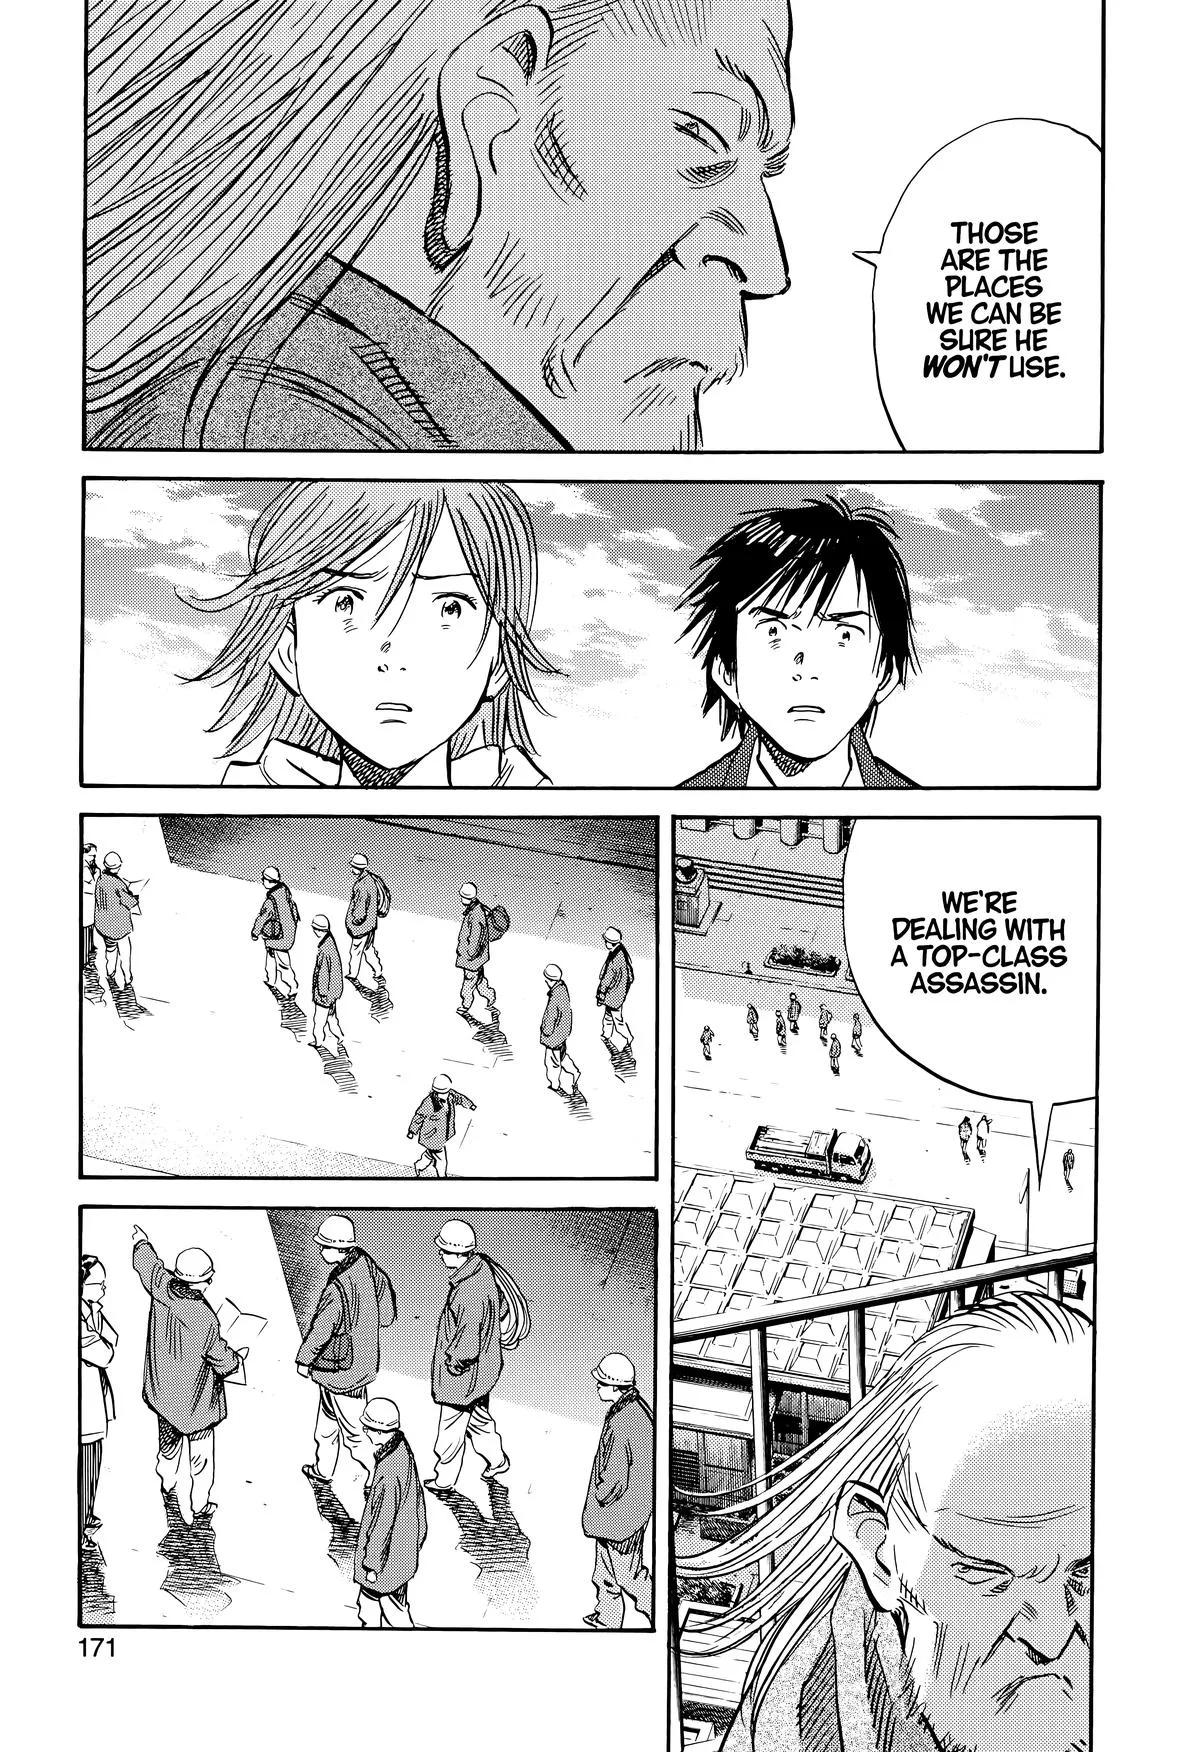 THOSE
ARE THE
PLACES
WE CAN BE
SURE HE
WON'T USE.
WE'RE
DEALING WITH
A TOP-CLASS
ASSASSIN.
171